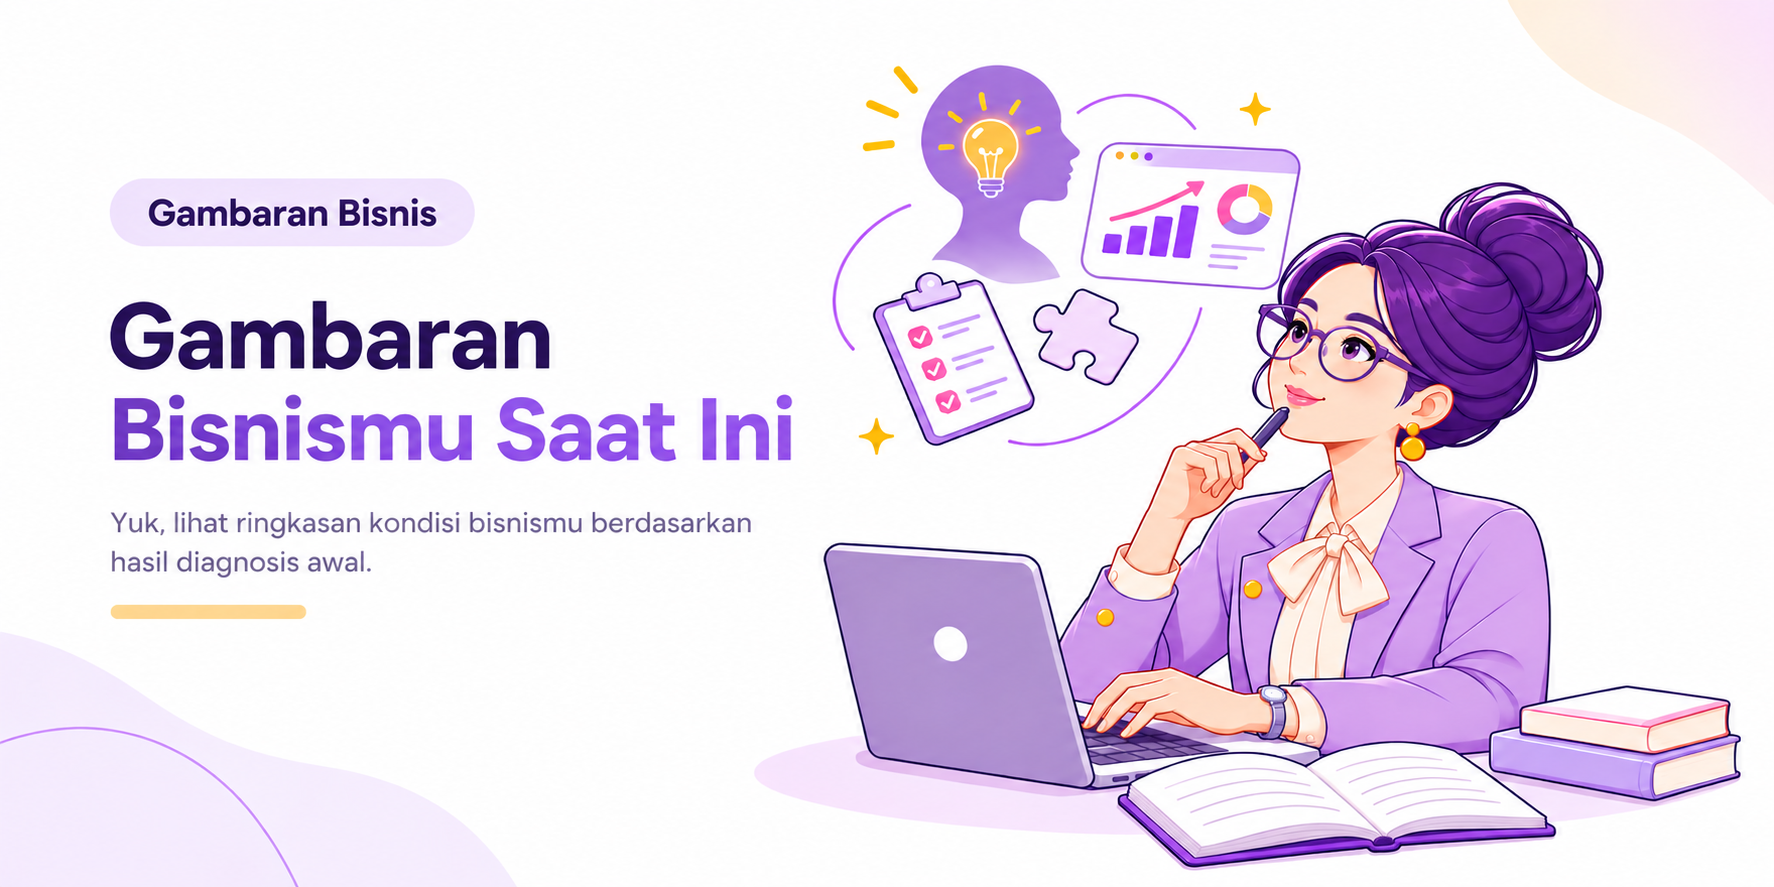 Gambaran Bisnis
Gambaran
Bisnismu Saat Ini
Yuk, lihat ringkasan kondisi bisnismu berdasarkan
hasil diagnosis awal.